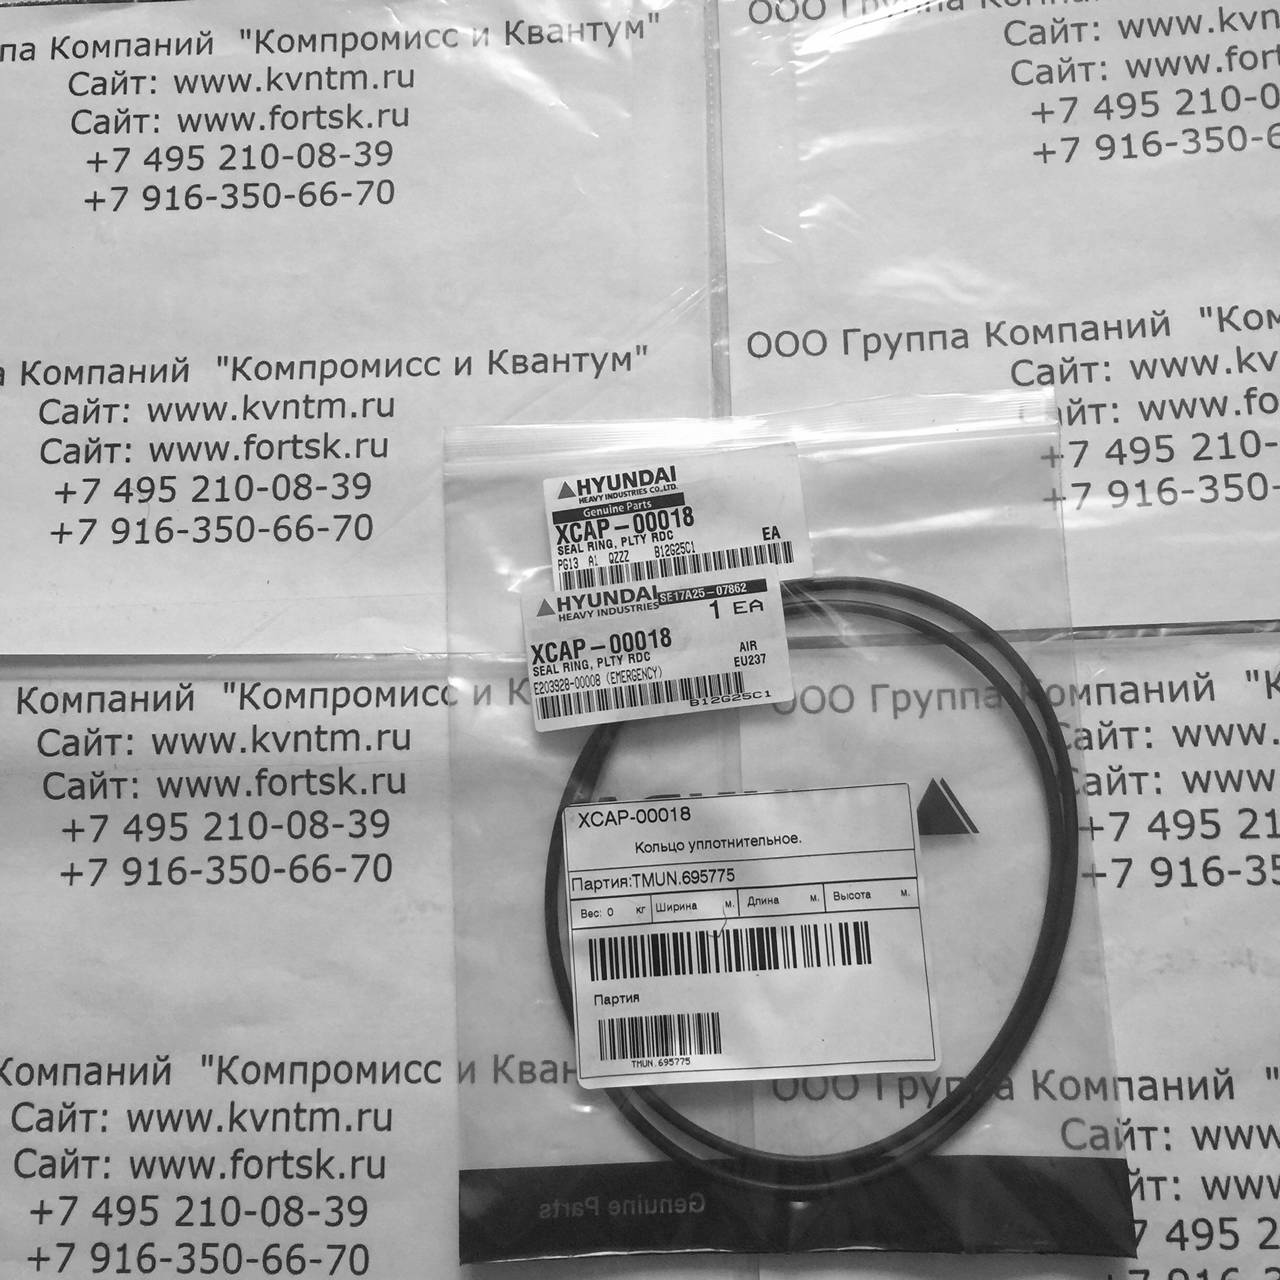 ппа Компаний "Компромисс и Квантум"
Сайт: www.kvntm.ru
Сайт: www.fortsk.ru
+7 495 210-08-39
+7 916-350-66-70
ООО Группа Компаний
Сайт: www.kvn
Сайт: www.for
+7 495 210-0
+7 916-350-6
а Компаний "Компромисс и Квантум"
Сайт: www.kvntm.ru
Сайт: www.fortsk.ru
+7 495 210-08-39
+7 916-350-66-70
ООО Группа Компаний "Ком
Сайт: www.kv
Сайт: www.fo
+7 495 210-
+7 916-350-
HYUNDAI
HEAVY INDUSTRIES CO.,LTD.
Genuine Parts
XCAP-00018
SEAL RING, PLTY RDC
EA
PG13 A1 QZZZ B12G25C1
HYUNDAI
HEAVY INDUSTRIES
SE17A25-07862
1 EA
XCAP-00018
SEAL RING, PLTY RDC
AIR
E203928-00008 (EMERGENCY)
EU237
B12G25C1
XCAP-00018
Кольцо уплотнительное.
Партия:TMUN.695775
Вес: 0 кг Ширина м. Длина м. Высота м.
Партия
TMUN.695775
Genuine Parts
Компаний "Компромисс и К
Сайт: www.kvntm.ru
Сайт: www.fortsk.ru
+7 495 210-08-39
+7 916-350-66-70
ООО Группа Компаний "К
Сайт: www.
Сайт: www
+7 495 21
+7 916-35
Компаний "Компромисс и Кван
Сайт: www.kvntm.ru
Сайт: www.fortsk.ru
+7 495 210-08-39
+7 916-350-66-70
ООО Группа Компаний "
Сайт: www
йт: www
7 495 2